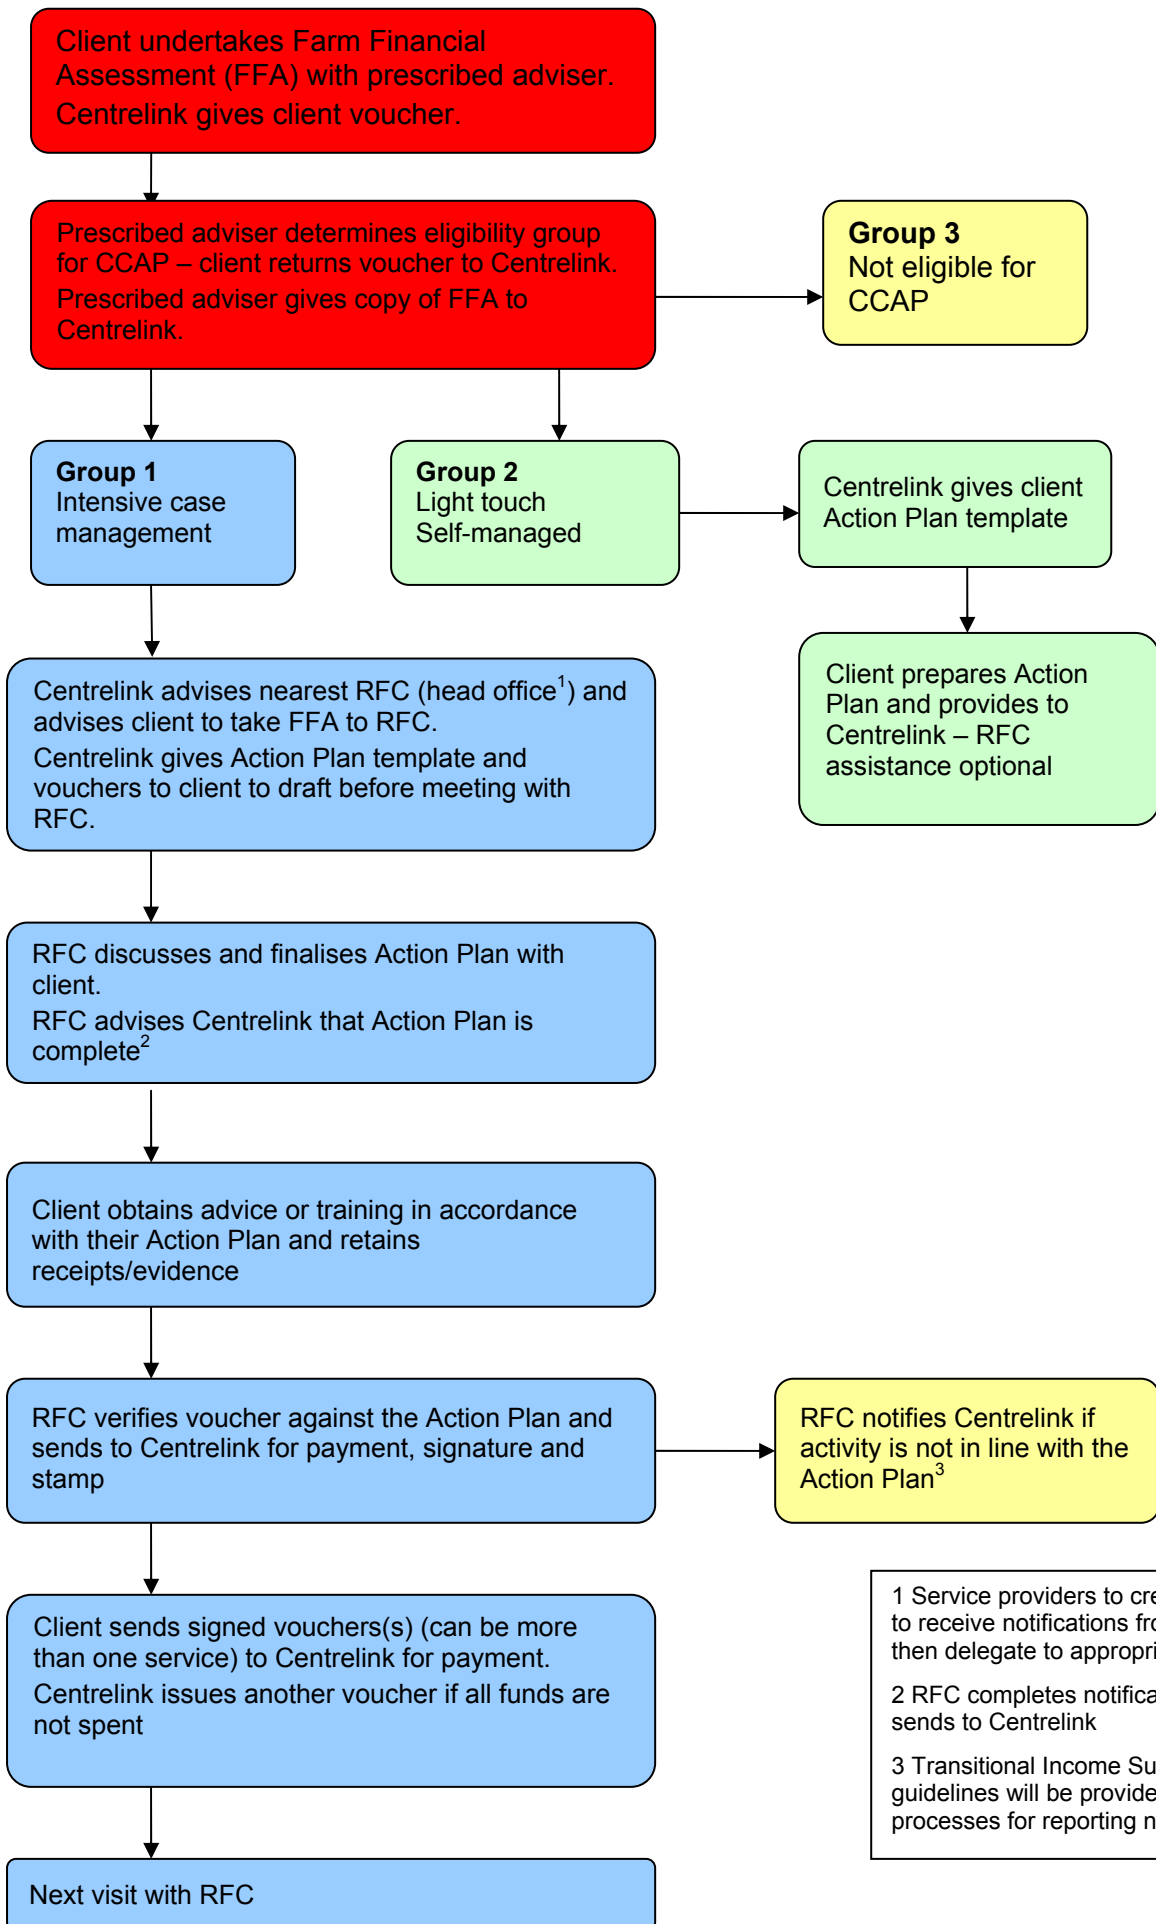 Client undertakes Farm Financial
Assessment (FFA) with prescribed adviser.
Centrelink gives client voucher.
Prescribed adviser determines eligibility group
for CCAP – client returns voucher to Centrelink.
Prescribed adviser gives copy of FFA to
Centrelink.
Group 3
Not eligible for
CCAP
Group 1
Intensive case
management
Group 2
Light touch
Self-managed
Centrelink gives client
Action Plan template
Client prepares Action
Plan and provides to
Centrelink – RFC
assistance optional
Centrelink advises nearest RFC (head office1) and
advises client to take FFA to RFC.
Centrelink gives Action Plan template and
vouchers to client to draft before meeting with
RFC.
RFC discusses and finalises Action Plan with
client.
RFC advises Centrelink that Action Plan is
complete2
Client obtains advice or training in accordance
with their Action Plan and retains
receipts/evidence
RFC verifies voucher against the Action Plan and
sends to Centrelink for payment, signature and
stamp
RFC notifies Centrelink if
activity is not in line with the
Action Plan3
Client sends signed vouchers(s) (can be more
than one service) to Centrelink for payment.
Centrelink issues another voucher if all funds are
not spent
1 Service providers to
to receive notifications
then delegate to
2 RFC completes
sends to Centrelink
3 Transitional Income
guidelines will be
processes for reporting
Next visit with RFC